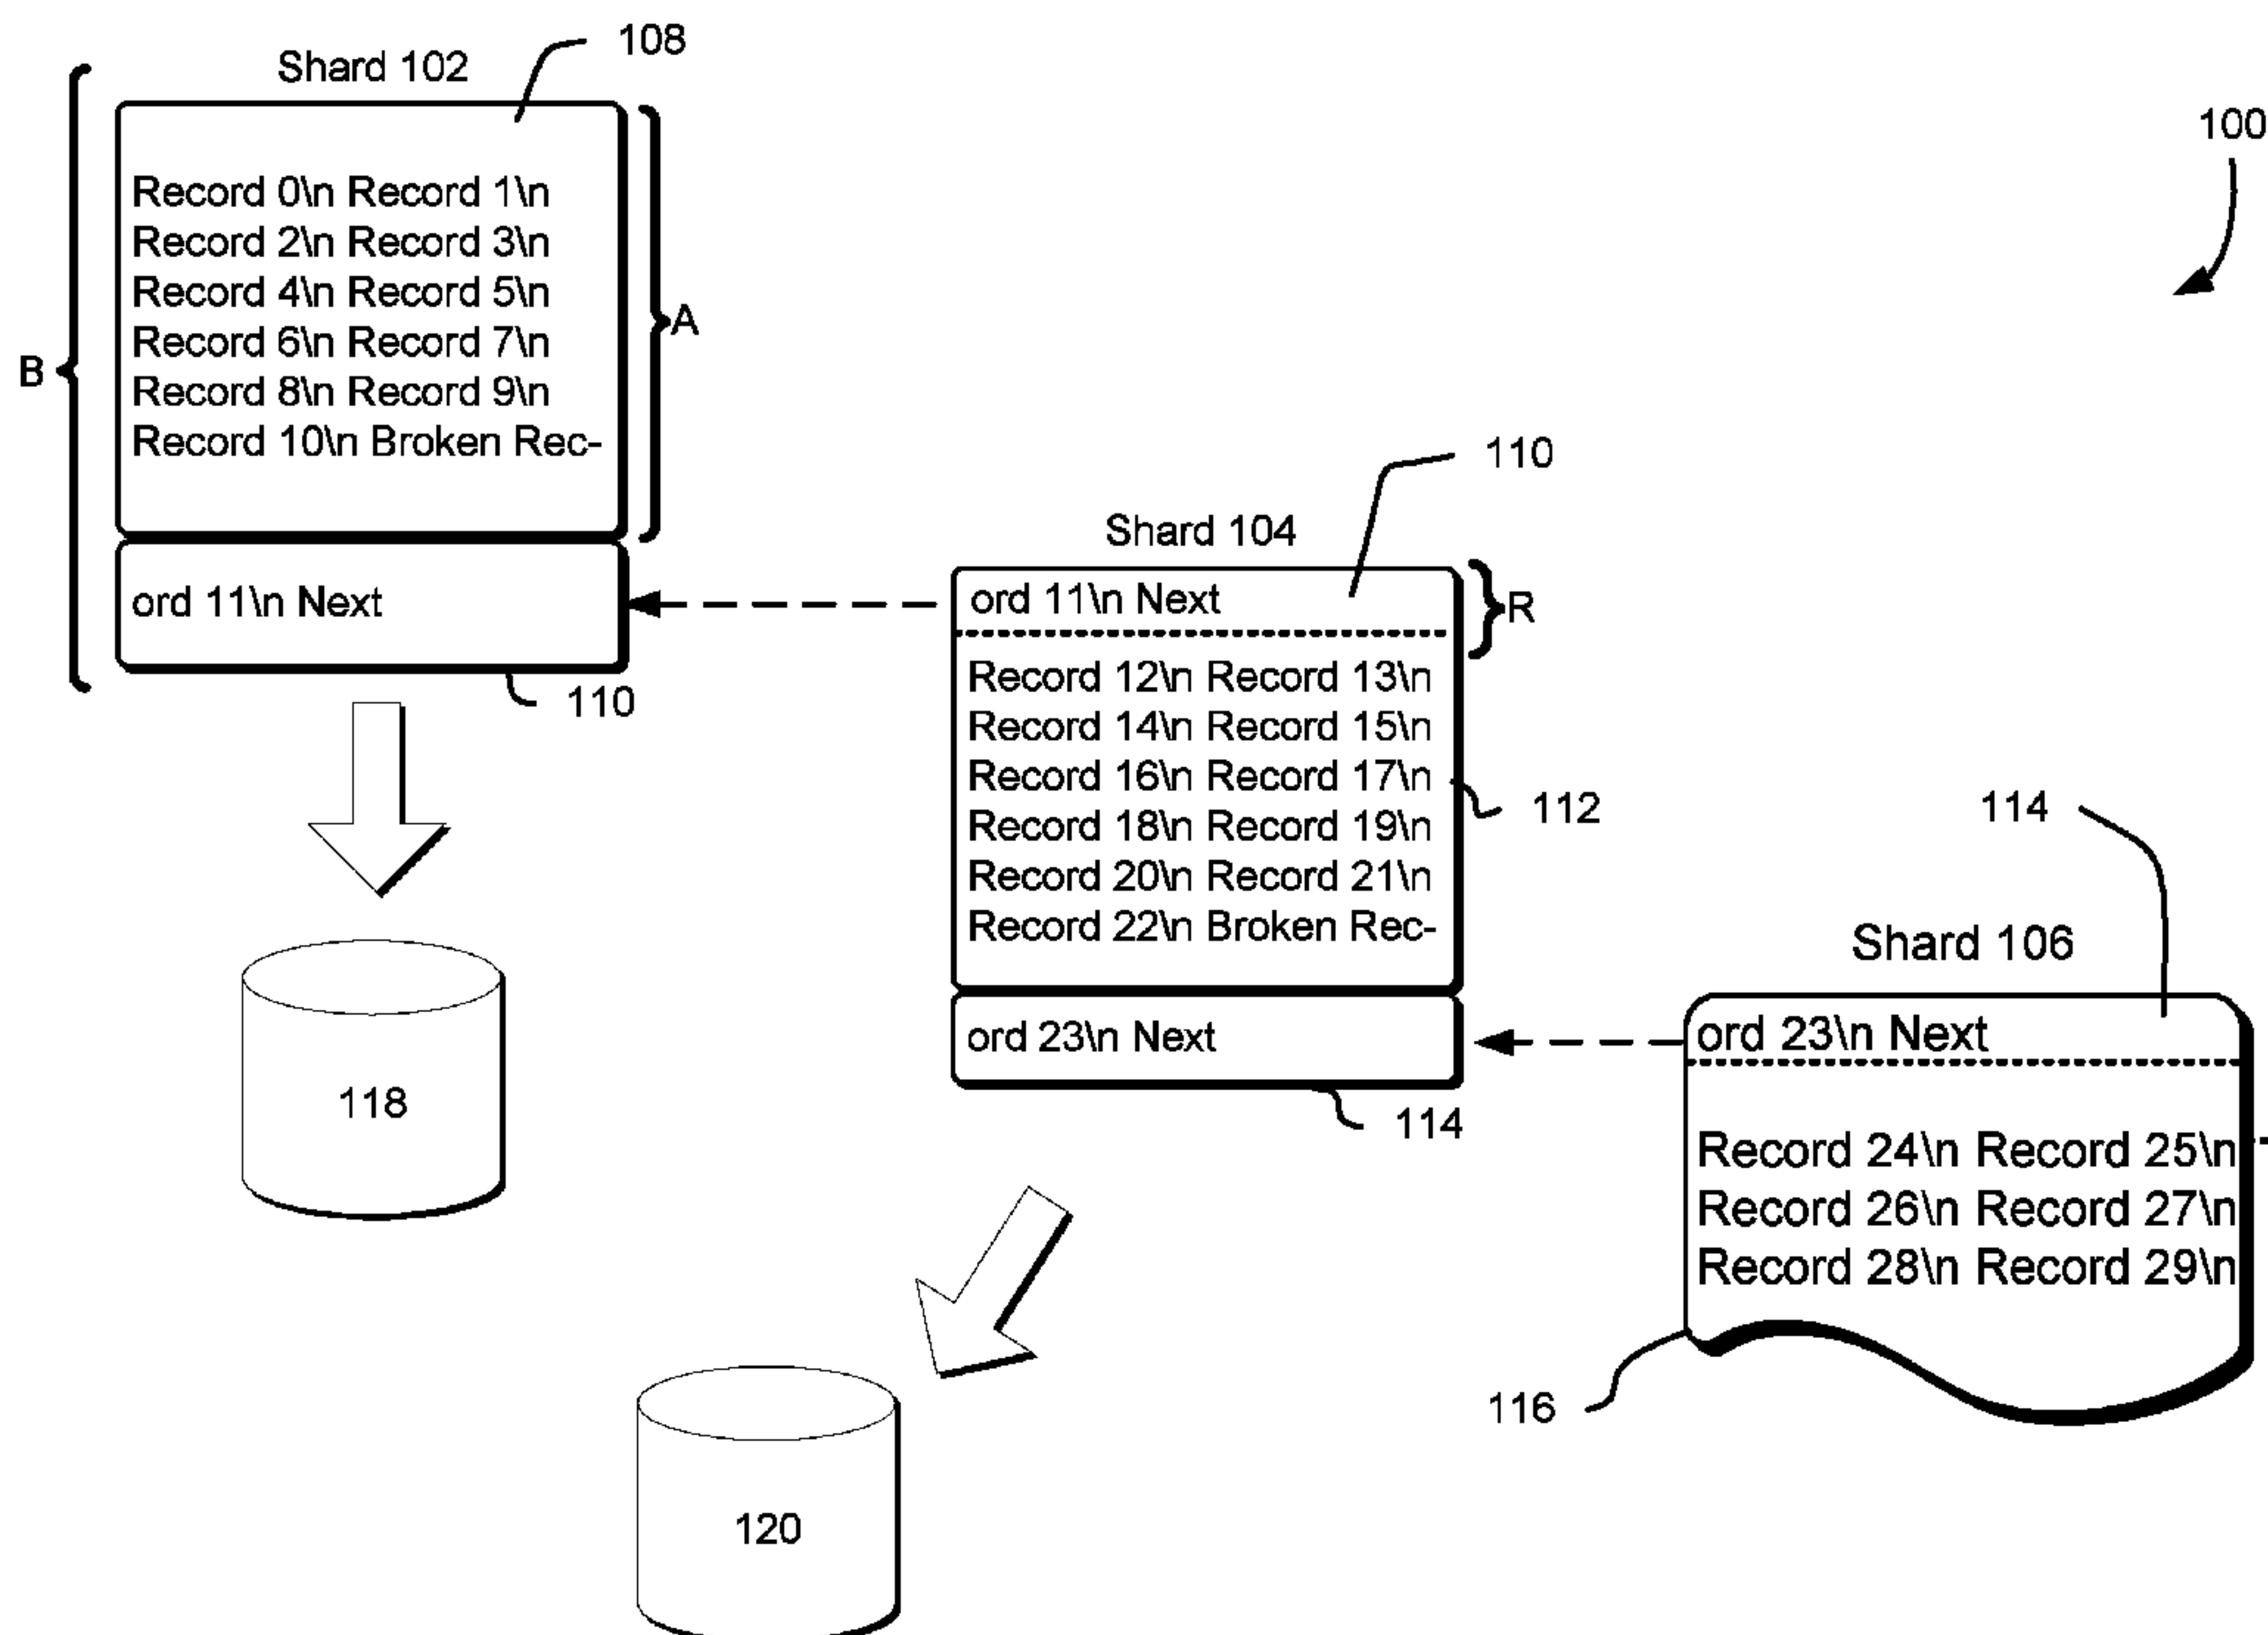 108
Shard 102
100
Record 0\n Record 1\n
Record 2\n Record 3\n
Record 4\n Record 5\n
Record 6\n Record 7\n
Record 8\n Record 9\n
Record 10\n Broken Rec-
A
B
ord 11\n Next
110
110
Shard 104
ord 11\n Next
R
Record 12\n Record 13\n
Record 14\n Record 15\n
Record 16\n Record 17\n
Record 18\n Record 19\n
Record 20\n Record 21\n
Record 22\n Broken Rec-
112
ord 23\n Next
114
114
Shard 106
ord 23\n Next
Record 24\n Record 25\n
Record 26\n Record 27\n
Record 28\n Record 29\n
116
118
120